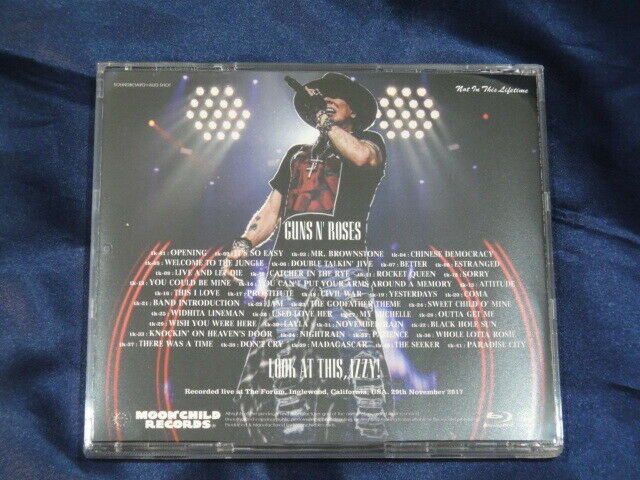 SOUNDBOARD+AUD SHOT
Not In This Lifetime
GUNS N' ROSES
tk-01 OPENING tk-02 IT'S SO EASY tk-03 MR. BROWNSTONE tk-04 CHINESE DEMOCRACY
tk-05 WELCOME TO THE JUNGLE tk-06 DOUBLE TALKIN' JIVE tk-07 BETTER tk-08 ESTRANGED
tk-09 LIVE AND LET DIE tk-10 CATCHER IN THE RYE tk-11 ROCKET QUEEN tk-12 SORRY
tk-13 YOU COULD BE MINE tk-14 YOU CAN'T PUT YOUR ARMS AROUND A MEMORY tk-15 ATTITUDE
tk-16 THIS I LOVE tk-17 PROSTITUTE tk-18 CIVIL WAR tk-19 YESTERDAYS tk-20 COMA
tk-21 BAND INTRODUCTION tk-22 JAM tk-23 THE GODFATHER THEME tk-24 SWEET CHILD O' MINE
tk-25 WICHITA LINEMAN tk-26 USED LOVE HER tk-27 MY MICHELLE tk-28 OUTTA GET ME
tk-29 WISH YOU WERE HERE tk-30 LAYLA tk-31 NOVEMBER RAIN tk-32 BLACK HOLE SUN
tk-33 KNOCKIN' ON HEAVEN'S DOOR tk-34 NIGHTRAIN tk-35 PATIENCE tk-36 WHOLE LOTTA ROSIE
tk-37 THERE WAS A TIME tk-38 DON'T CRY tk-39 MADAGASCAR tk-40 THE SEEKER tk-41 PARADISE CITY
LOOK AT THIS, IZZY!
Recorded live at The Forum, Inglewood, California, USA. 29th November 2017
MOONCHILD
RECORDS